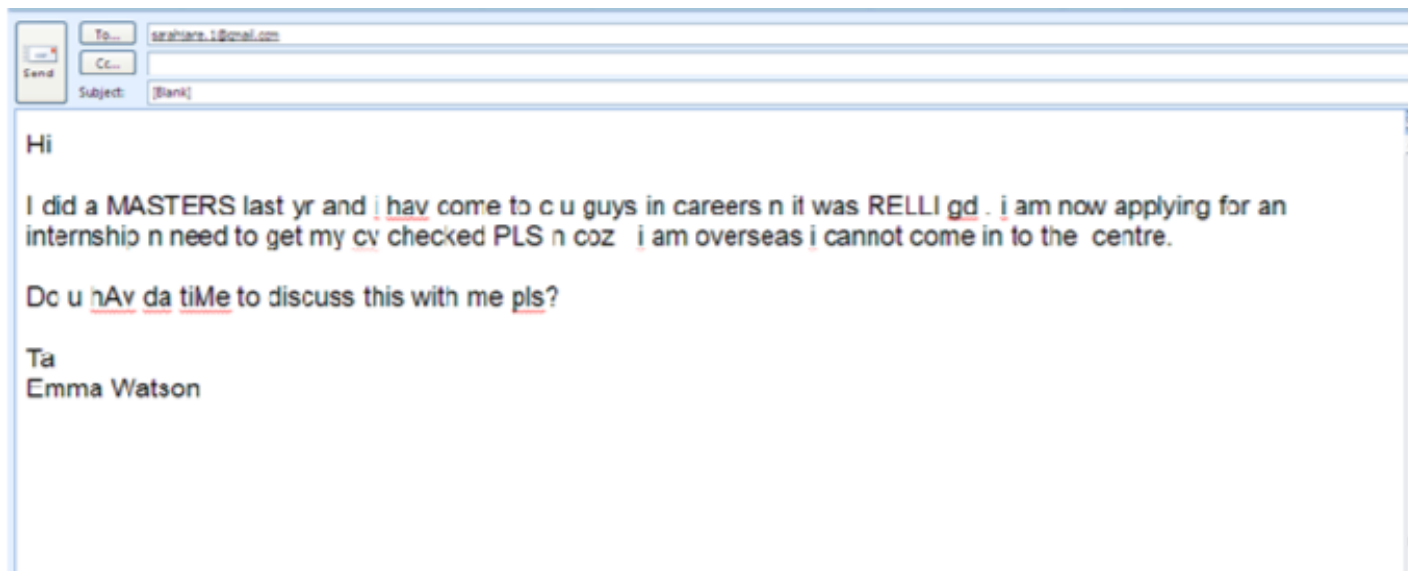 To...
Cc...
Send
Subject: [Blank]
Hi
I did a MASTERS last yr and i hav come to c u guys in careers n it was RELLI gd . i am now applying for an
internship n need to get my cv checked PLS n coz i am overseas i cannot come in to the centre.
Do u hAv da tiMe to discuss this with me pls?
Ta
Emma Watson